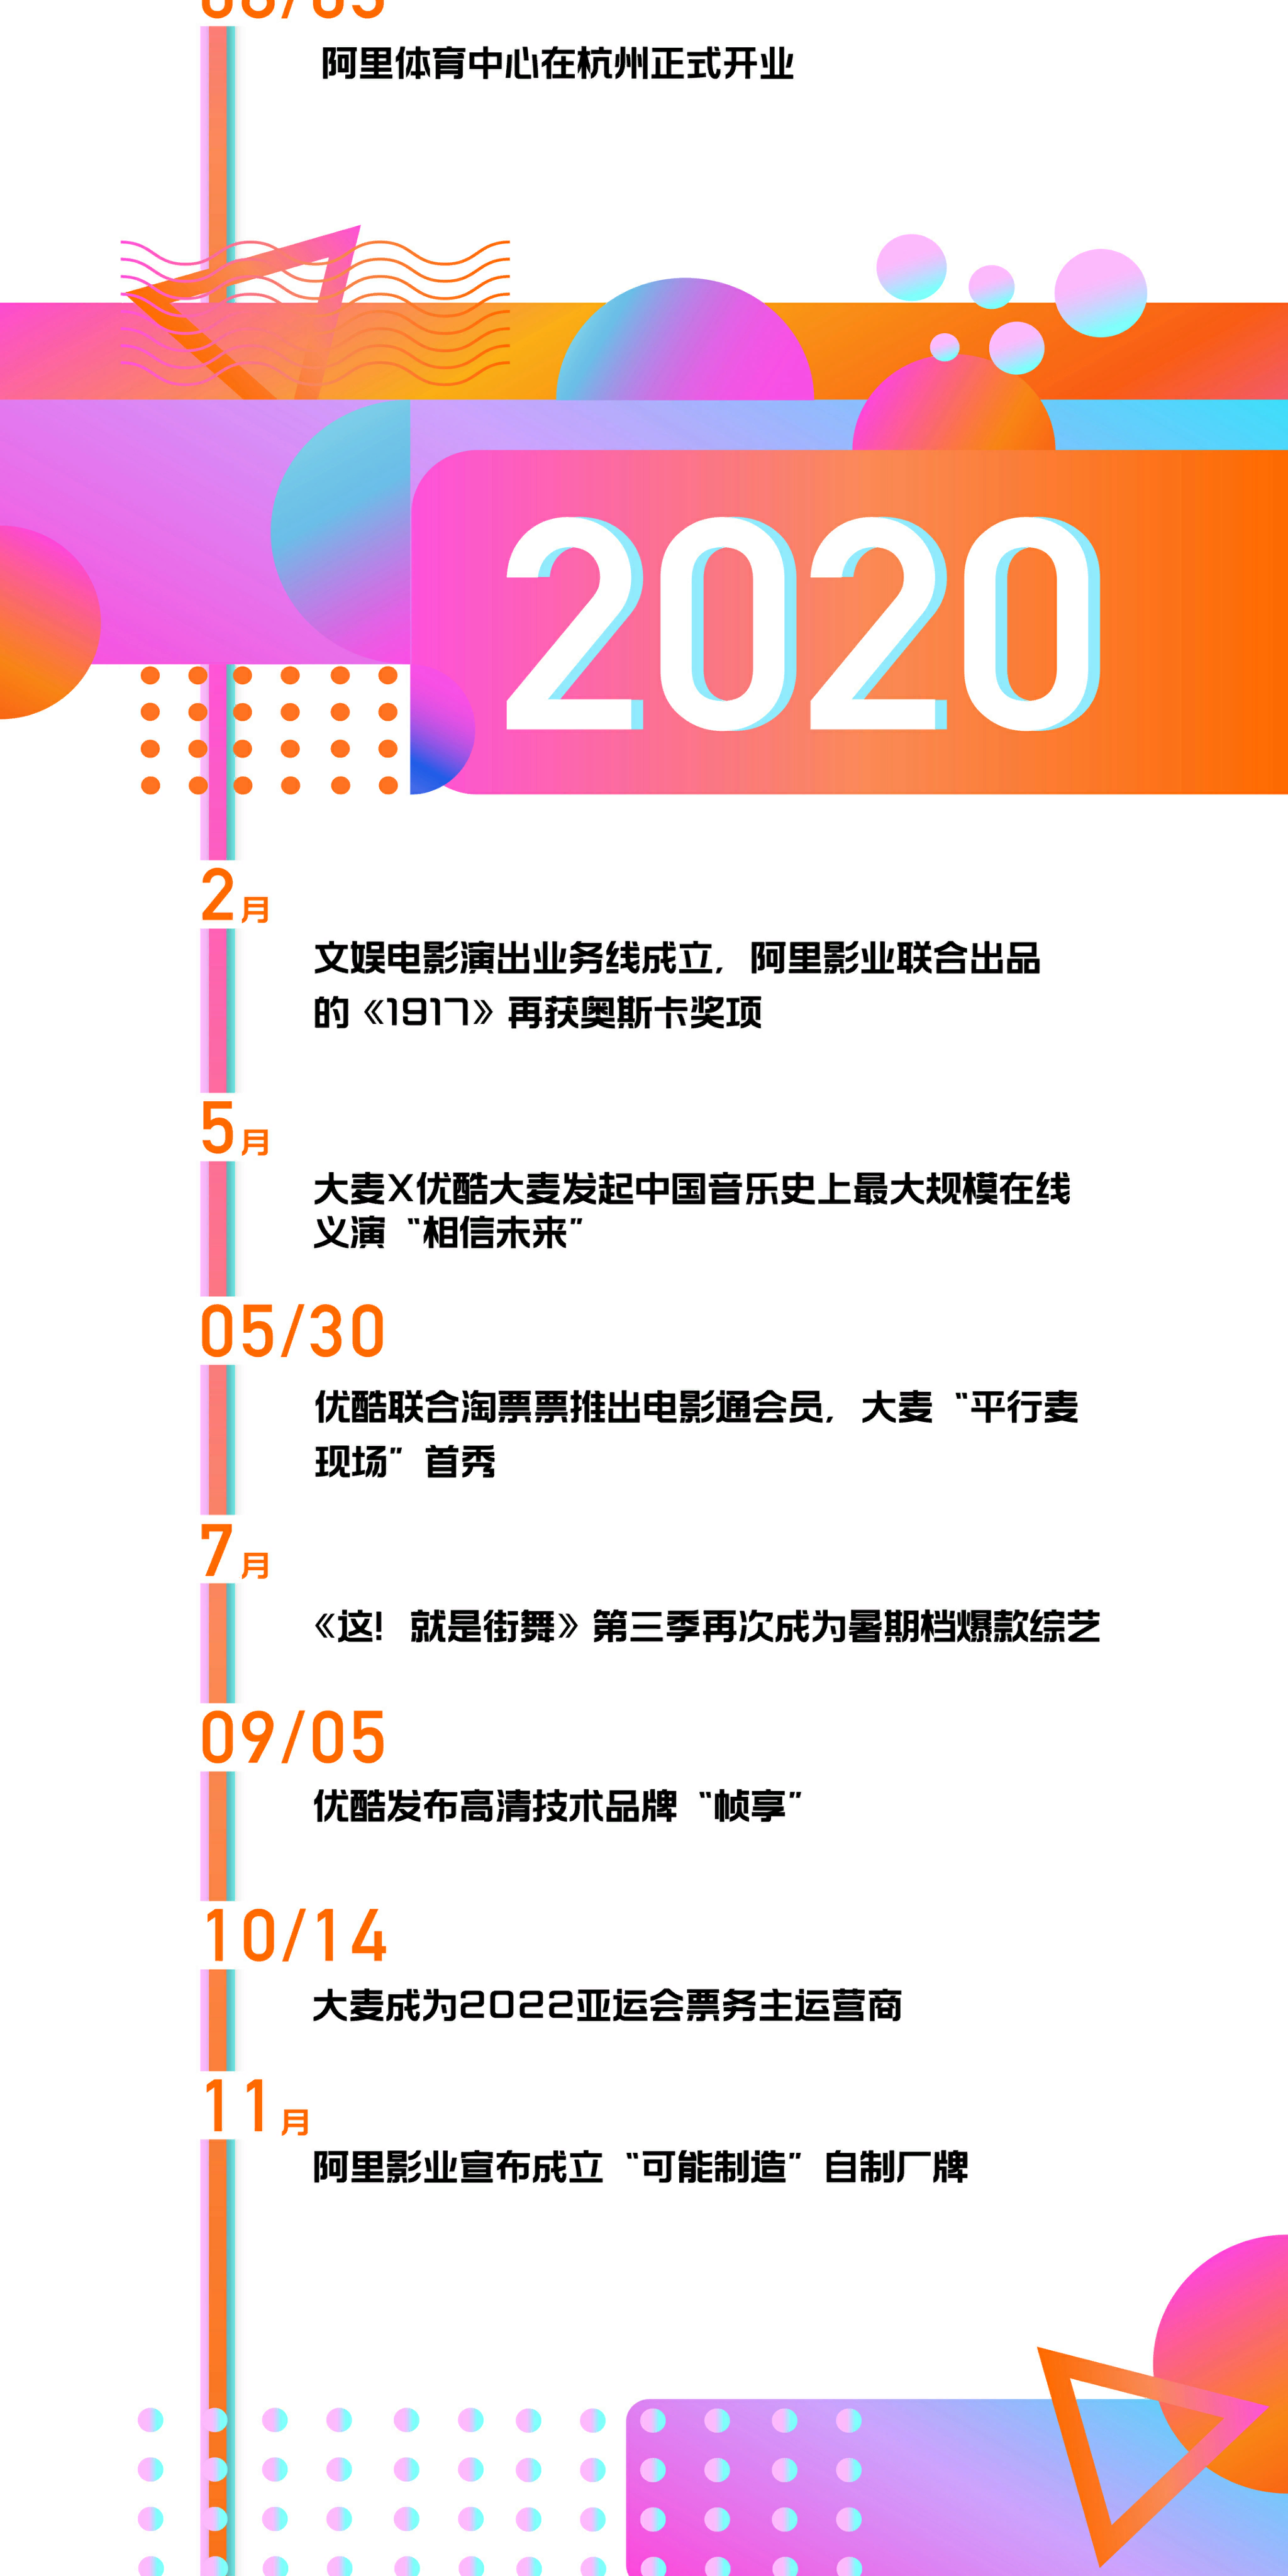 阿里体育中心在杭州正式开业
2020
2月
文娱电影演出业务线成立，阿里影业联合出品
的《1917》再获奥斯卡奖项
5月
大麦X优酷大麦发起中国音乐史上最大规模在线
义演“相信未来”
05/30
优酷联合淘票票推出电影通会员，大麦“平行麦
现场”首秀
7月
《这！就是街舞》第三季再次成为暑期档爆款综艺
09/05
优酷发布高清技术品牌“帧享”
10/14
大麦成为2022亚运会票务主运营商
11月
阿里影业宣布成立“可能制造”自制厂牌